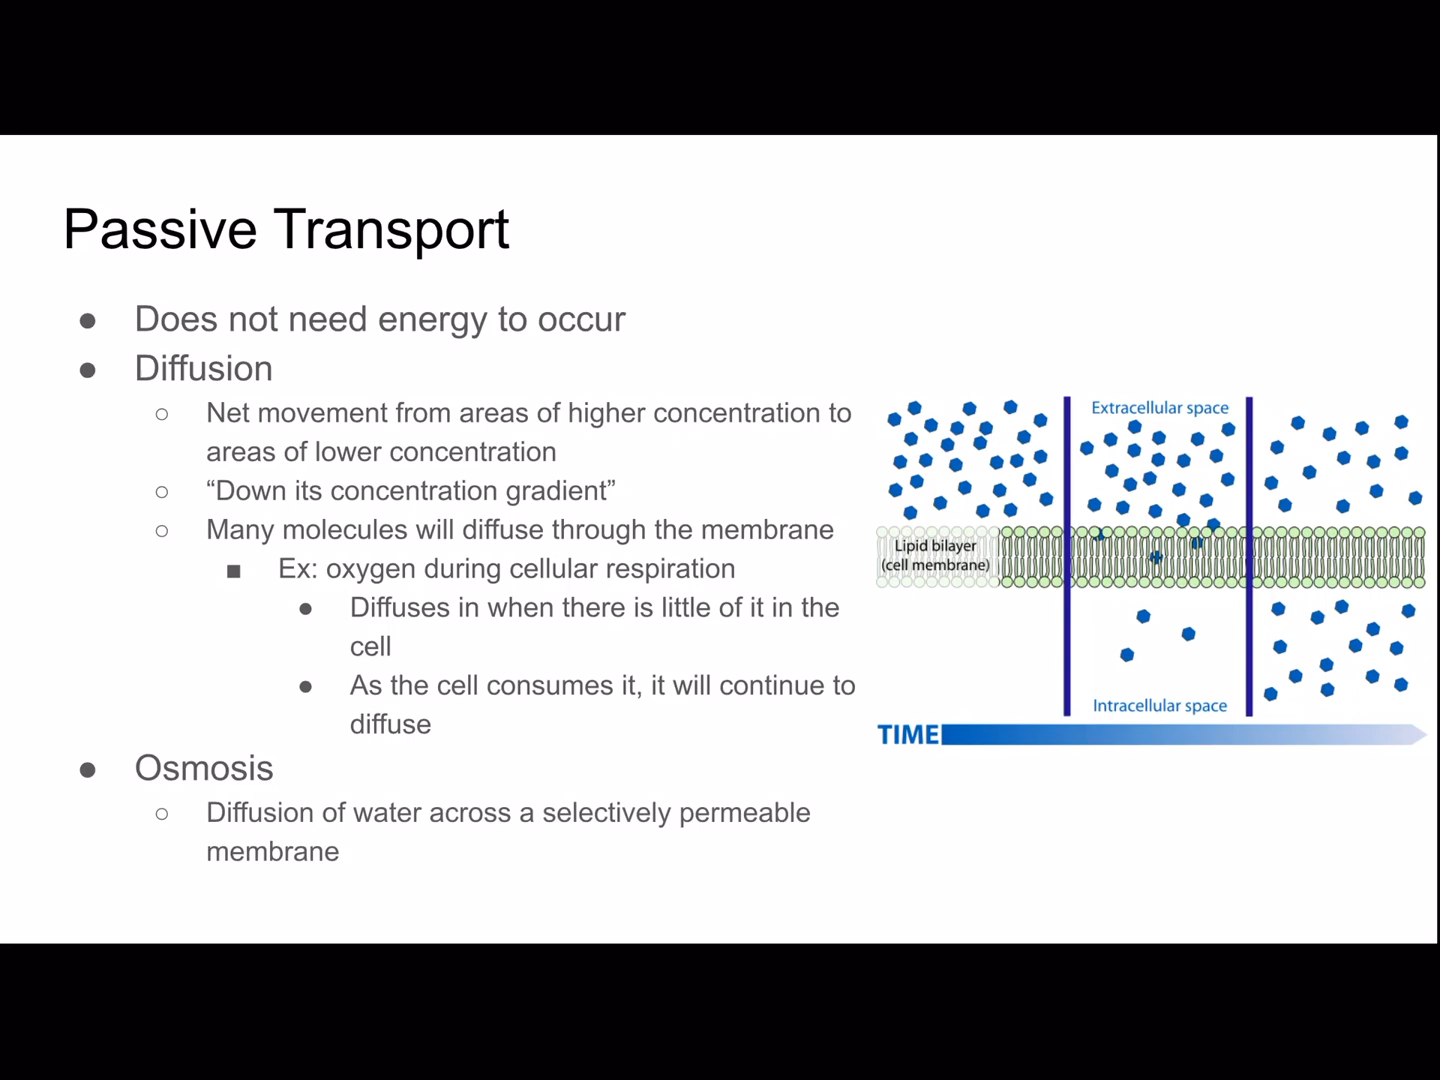 Passive Transport
● Does not need energy to occur
● Diffusion
○ Net movement from areas of higher concentration to
areas of lower concentration
○ “Down its concentration gradient”
○ Many molecules will diffuse through the membrane
■ Ex: oxygen during cellular respiration
● Diffuses in when there is little of it in the
cell
● As the cell consumes it, it will continue to
diffuse
● Osmosis
○ Diffusion of water across a selectively permeable
membrane
Extracellular space
Lipid bilayer
(cell membrane)
Intracellular space
TIME